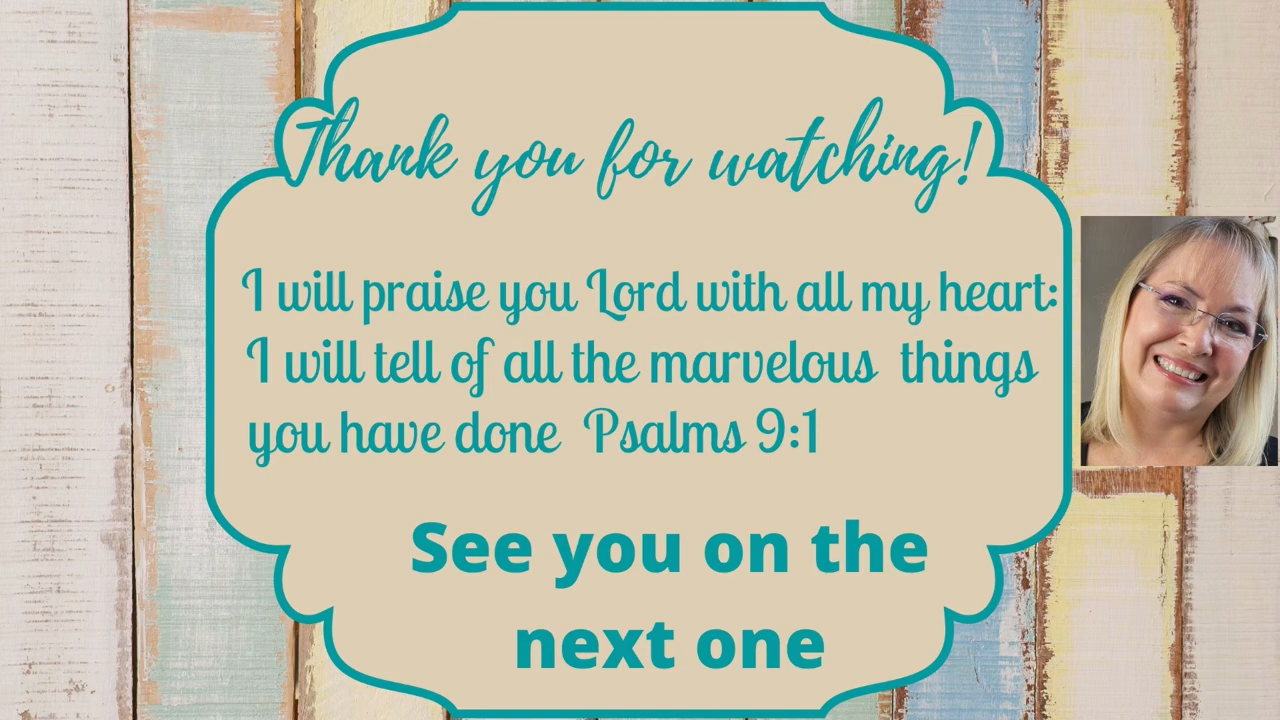 Thank you for watching!
I will praise you Lord with all my heart:
I will tell of all the marvelous things
you have done Psalms 9:1
See you on the
next one